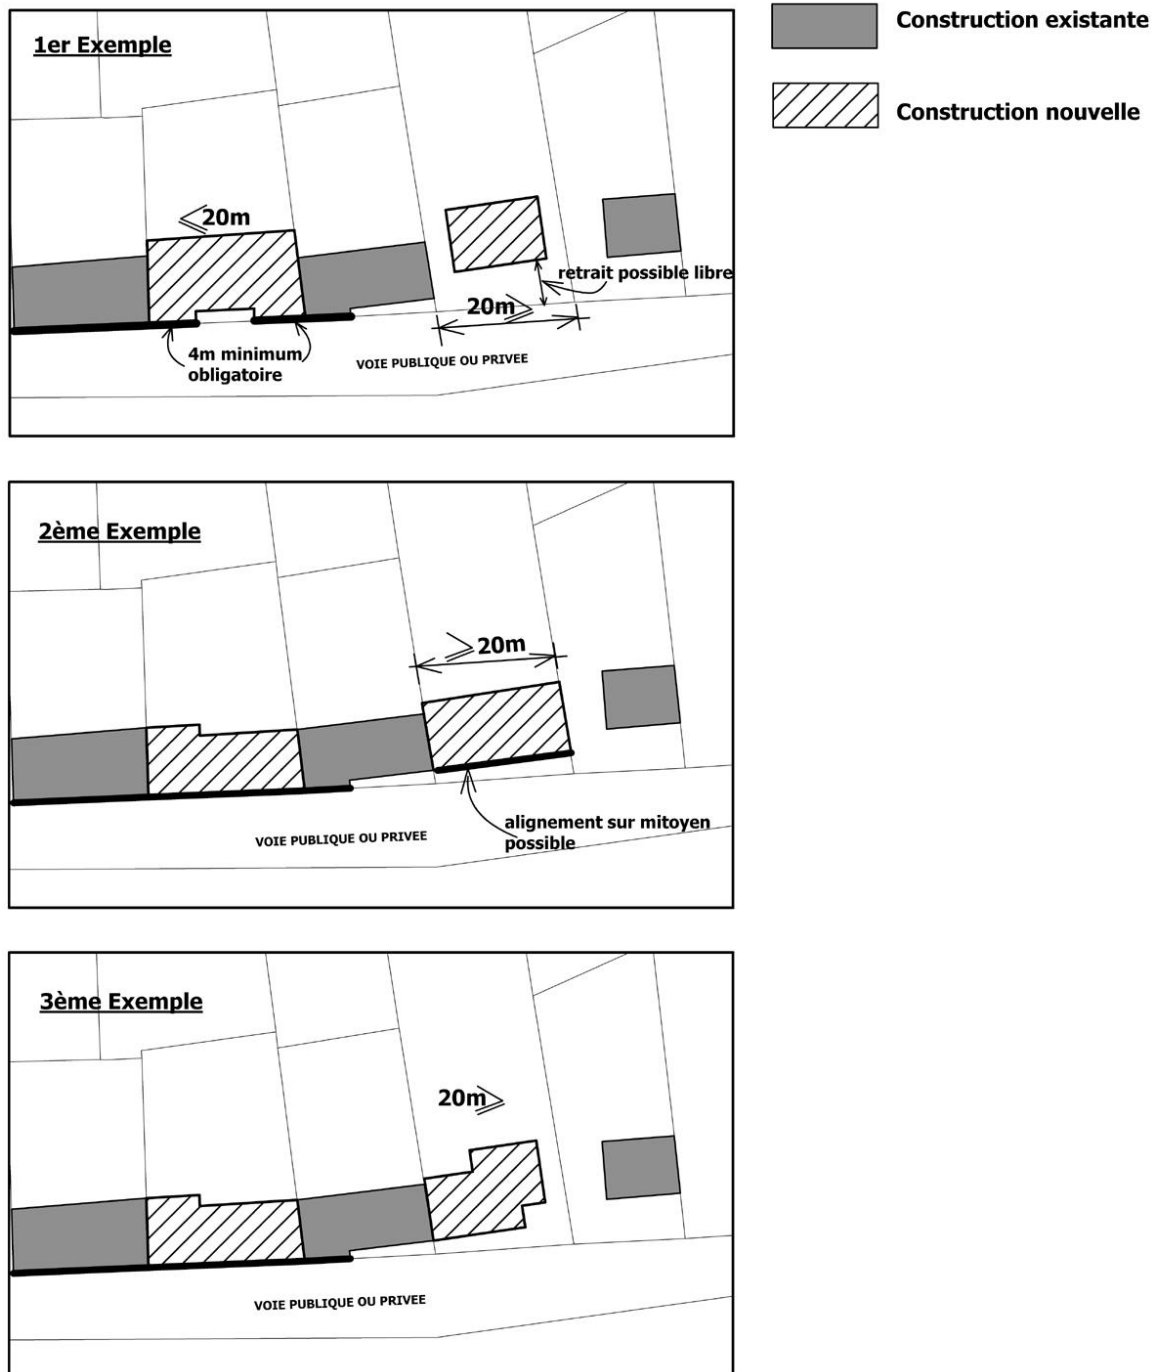 1er Exemple
Construction existante
Construction nouvelle
⩽20m
retrait possible libre
20m⩾
4m minimum
obligatoire
VOIE PUBLIQUE OU PRIVEE
2ème Exemple
⩾20m
alignement sur mitoyen
possible
VOIE PUBLIQUE OU PRIVEE
3ème Exemple
20m⩾
VOIE PUBLIQUE OU PRIVEE